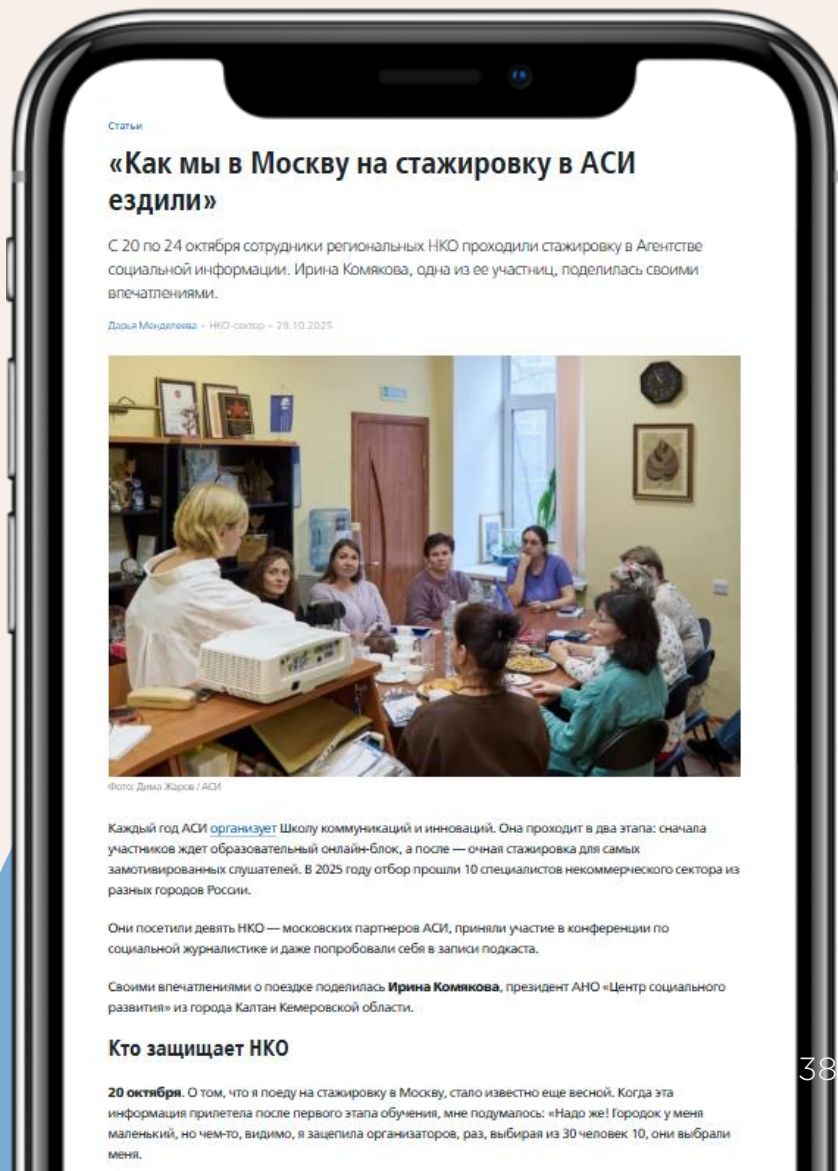 Статьи
«Как мы в Москву на стажировку в АСИ
ездили»
С 20 по 24 октября сотрудники региональных НКО проходили стажировку в Агентстве
социальной информации. Ирина Комякова, одна из ее участниц, поделилась своими
впечатлениями.
Дарья Менделеева • НКО-сектор • 29.10.2025
Фото: Дима Жаров / АСИ
Каждый год АСИ организует Школу коммуникаций и инноваций. Она проходит в два этапа: сначала
участников ждет образовательный онлайн-блок, а после — очная стажировка для самых
замотивированных слушателей. В 2025 году отбор прошли 10 специалистов некоммерческого сектора из
разных городов России.
Они посетили девять НКО — московских партнеров АСИ, приняли участие в конференции по
социальной журналистике и даже попробовали себя в записи подкаста.
Своими впечатлениями о поездке поделилась Ирина Комякова, президент АНО «Центр социального
развития» из города Калтан Кемеровской области.
Кто защищает НКО
38
20 октября. О том, что я поеду на стажировку в Москву, стало известно еще весной. Когда эта
информация прилетела после первого этапа обучения, мне подумалось: «Надо же! Городок у меня
маленький, но чем-то, видимо, я зацепила организаторов, раз, выбирая из 30 человек 10, они выбрали
меня.